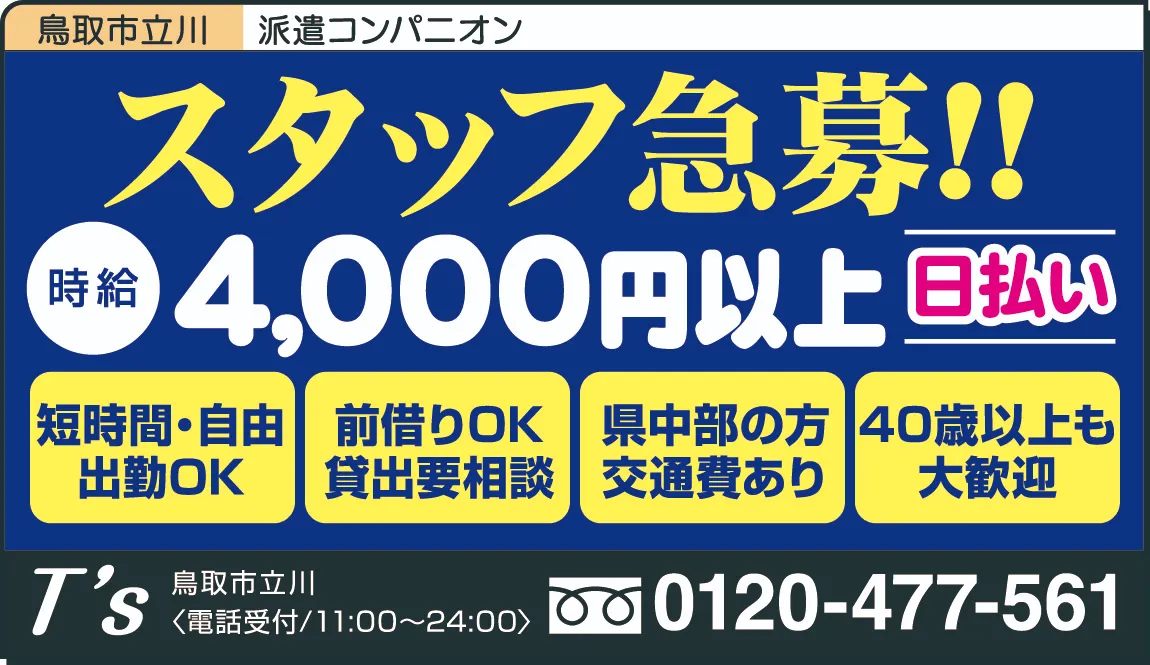 鳥取市立川 派遣コンパニオン
スタッフ急募!!
時給 4,000円以上 日払い
短時間・自由
出勤OK
前借りOK
貸出要相談
県中部の方
交通費あり
40歳以上も
大歓迎
T's
鳥取市立川
〈電話受付/11:00〜24:00〉
0120-477-561